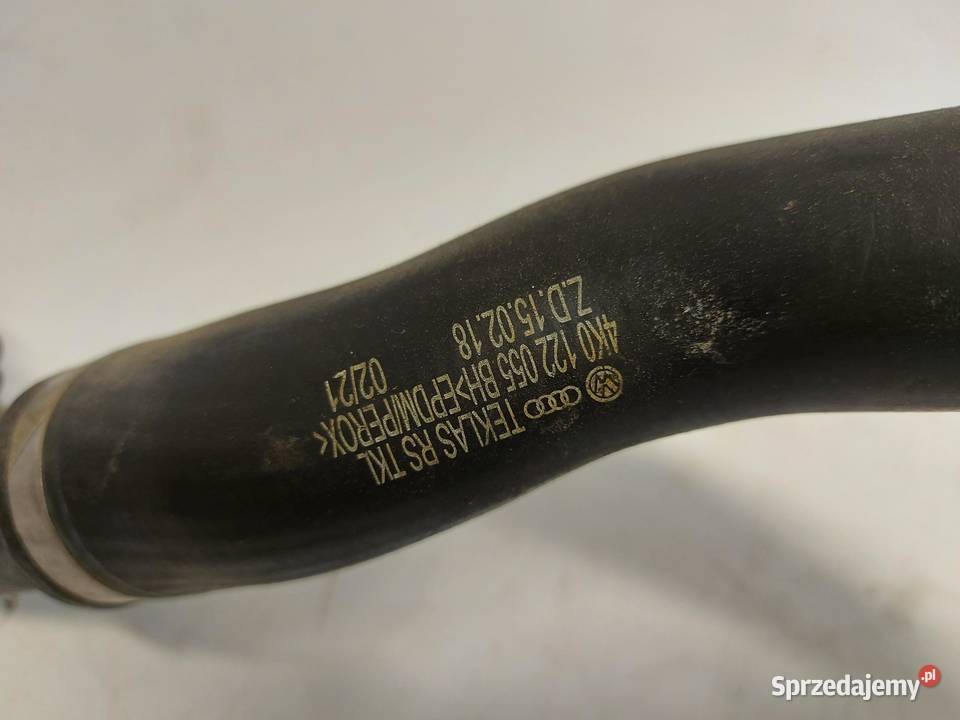 TEKLAS RS TKL
4K0 122 055 BH>EPDM/PEROX<
Z.D.15.02.18
02/21
Sprzedajemy.pl